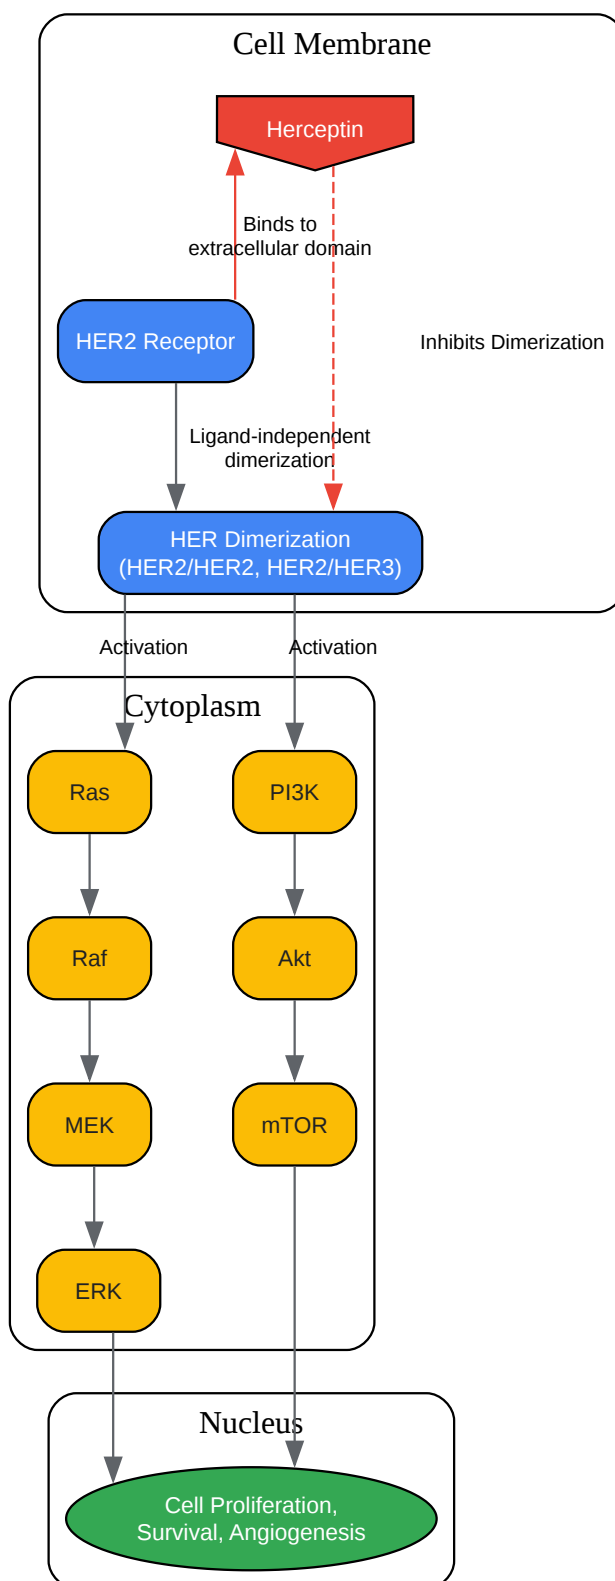 Cell Membrane
Herceptin
Binds to
extracellular domain
HER2 Receptor
Inhibits Dimerization
Ligand-independent
dimerization
HER Dimerization
(HER2/HER2, HER2/HER3)
Activation
Activation
Cytoplasm
Ras
PI3K
Raf
Akt
MEK
mTOR
ERK
Nucleus
Cell Proliferation,
Survival, Angiogenesis